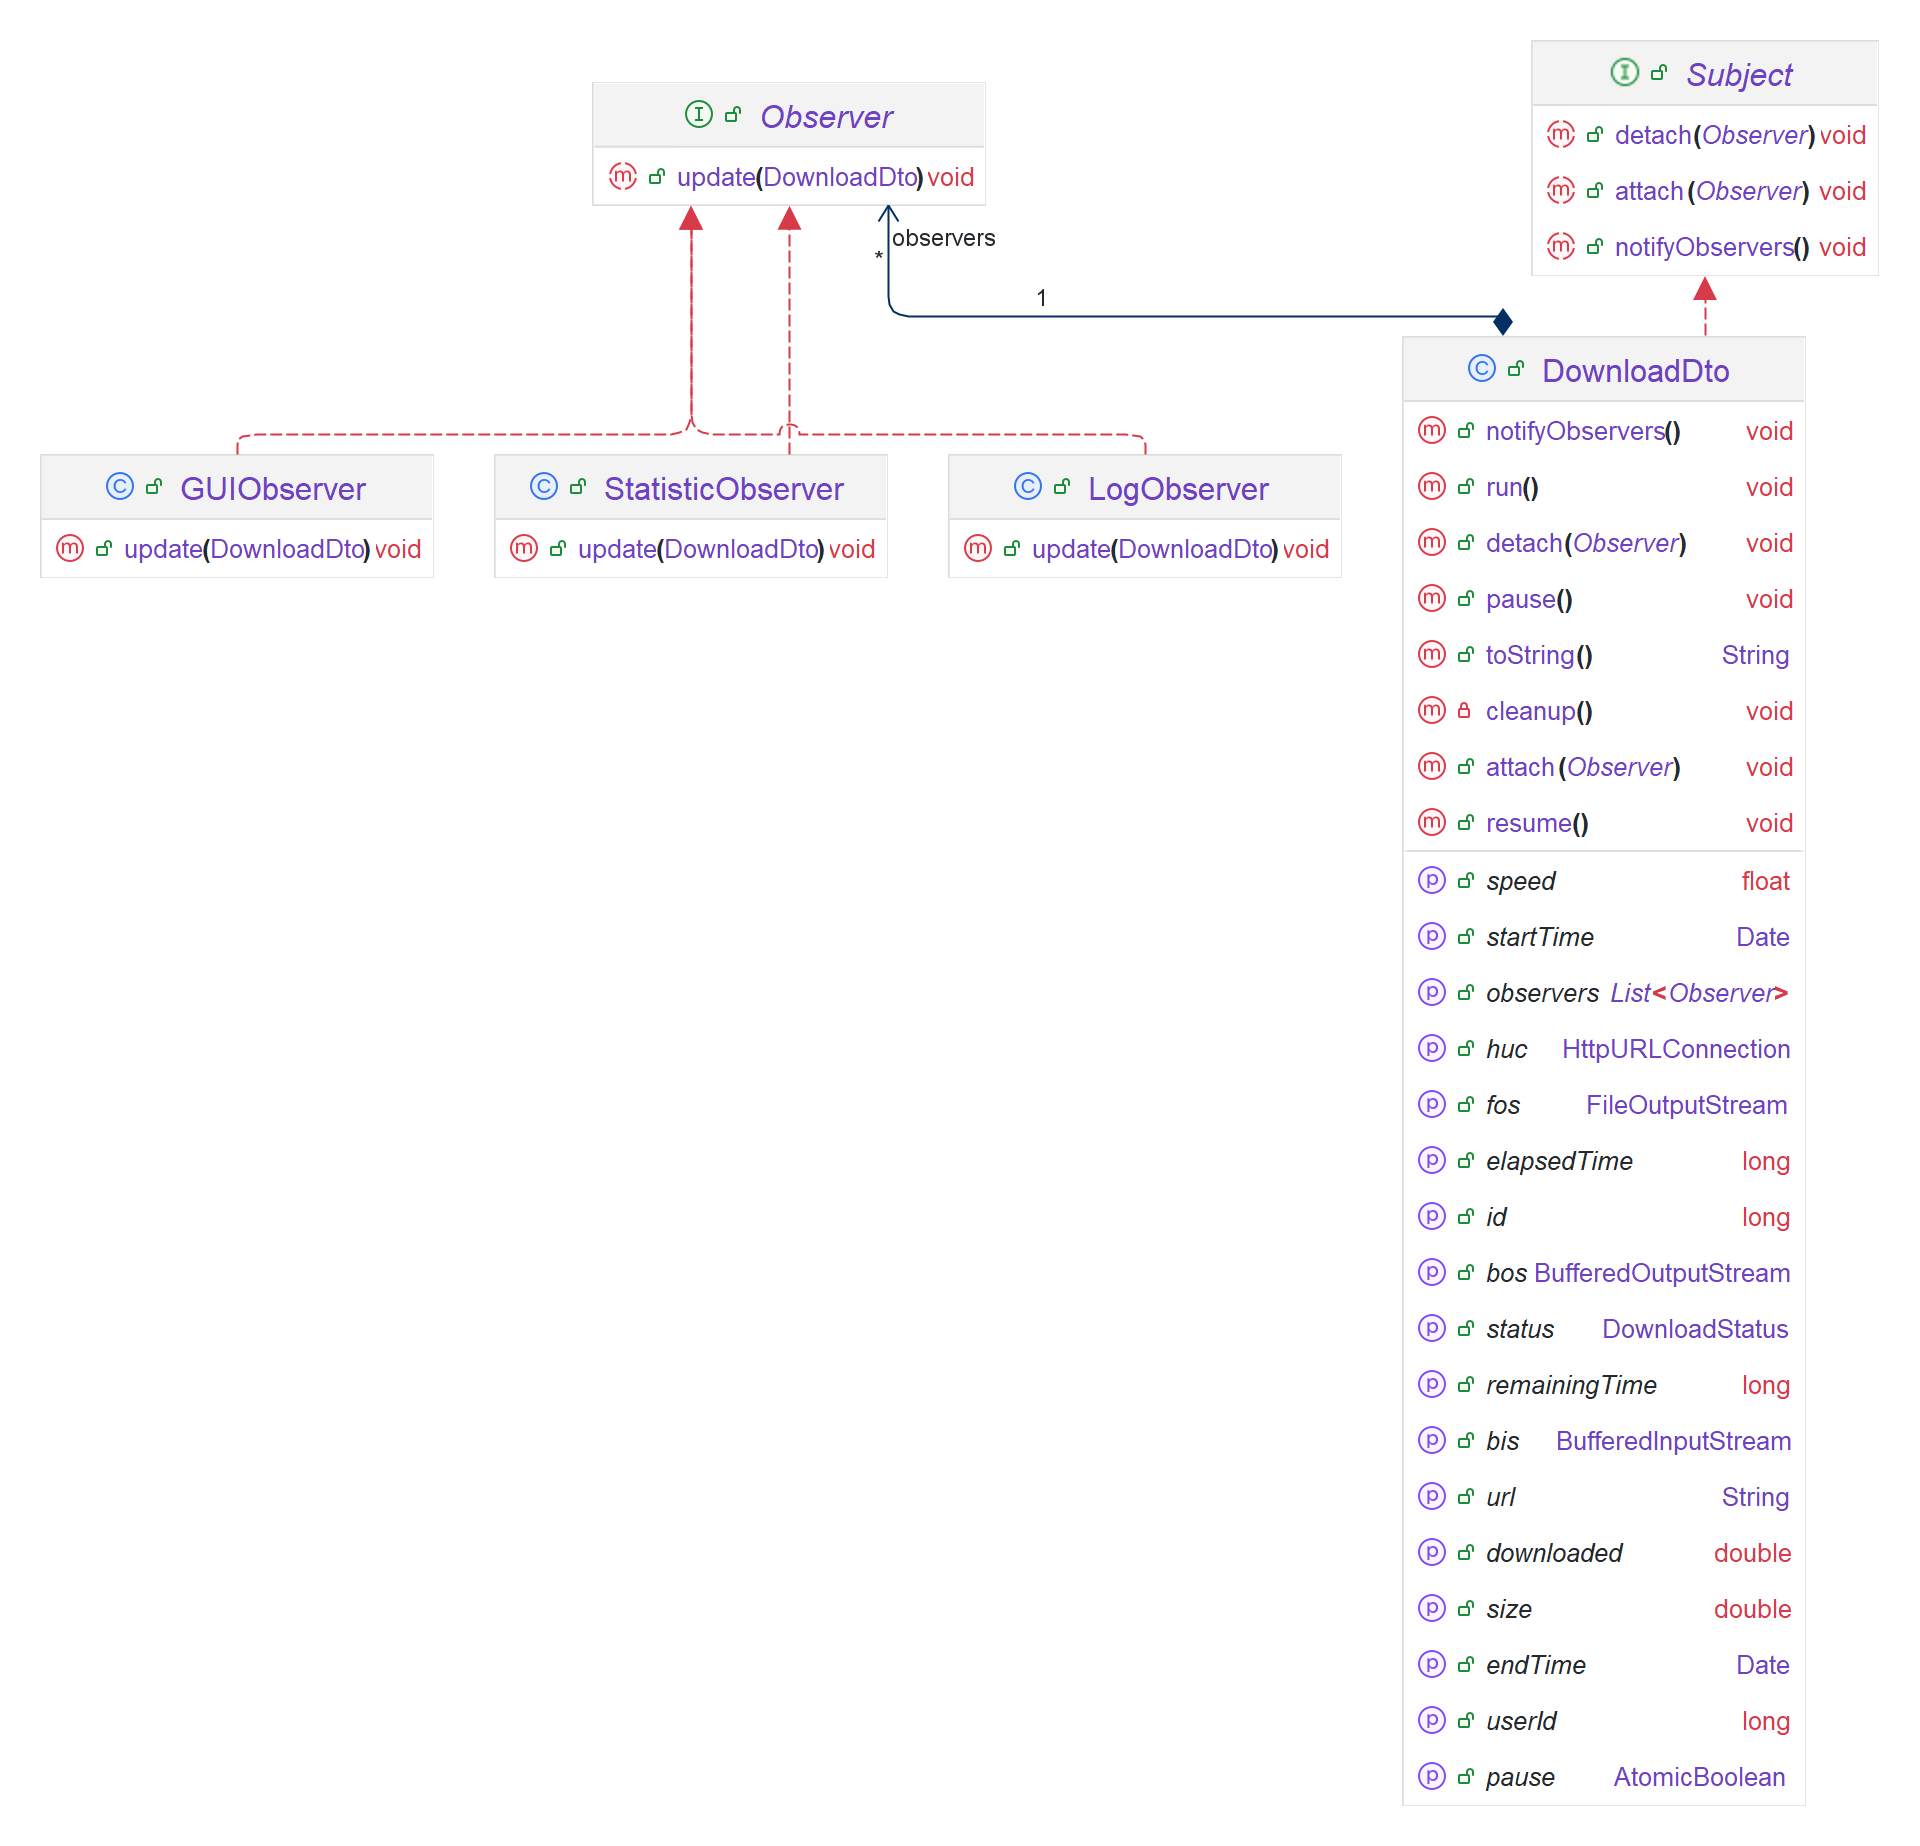 Observer
update(DownloadDto) void
observers
*
1
Subject
detach(Observer) void
attach(Observer) void
notifyObservers() void
GUIObserver
update(DownloadDto) void
StatisticObserver
update(DownloadDto) void
LogObserver
update(DownloadDto) void
DownloadDto
notifyObservers() void
run() void
detach(Observer) void
pause() void
toString() String
cleanup() void
attach(Observer) void
resume() void
speed float
startTime Date
observers List<Observer>
huc HttpURLConnection
fos FileOutputStream
elapsedTime long
id long
bos BufferedOutputStream
status DownloadStatus
remainingTime long
bis BufferedInputStream
url String
downloaded double
size double
endTime Date
userId long
pause AtomicBoolean